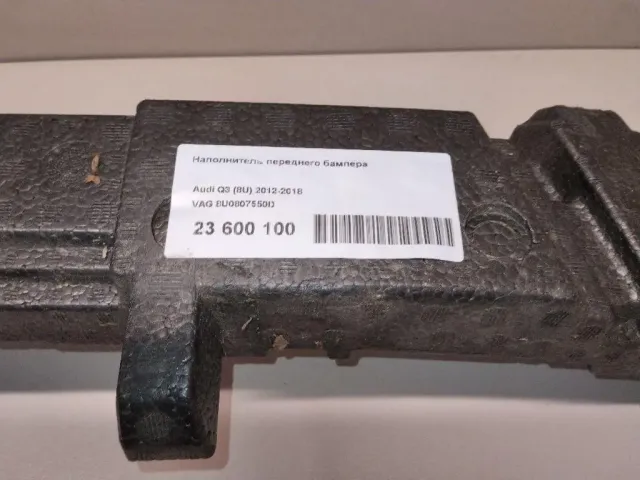 Наполнитель переднего бампера
Audi Q3 (8U) 2012-2018
VAG 8U0807550D
23 600 100